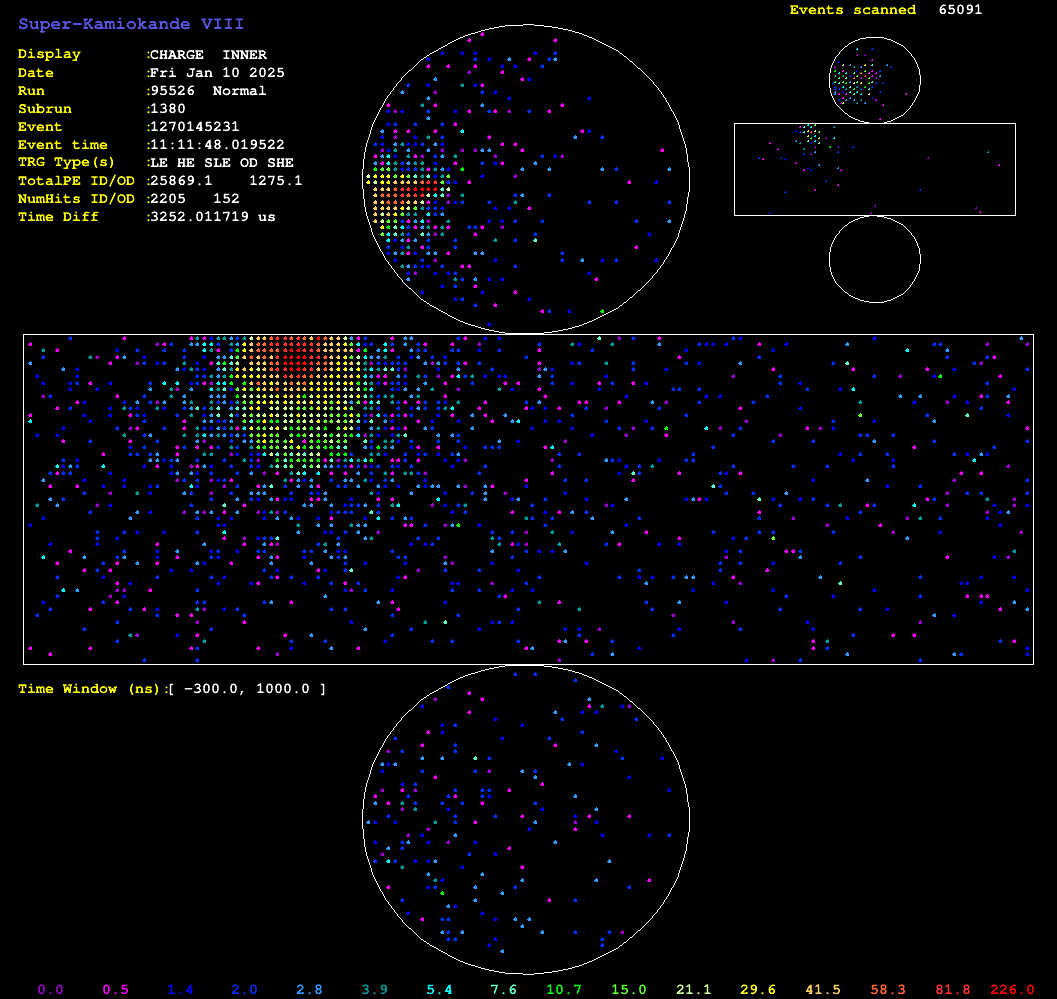 Super-Kamiokande VIII
Events scanned 65091
Display :CHARGE INNER
Date :Fri Jan 10 2025
Run :95526 Normal
Subrun :1380
Event :1270145231
Event time :11:11:48.019522
TRG Type(s) :LE HE SLE OD SHE
TotalPE ID/OD :25869.1 1275.1
NumHits ID/OD :2205 152
Time Diff :3252.011719 us
Time Window (ns):[ -300.0, 1000.0 ]
0.0 0.5 1.4 2.0 2.8 3.9 5.4 7.6 10.7 15.0 21.1 29.6 41.5 58.3 81.8 226.0